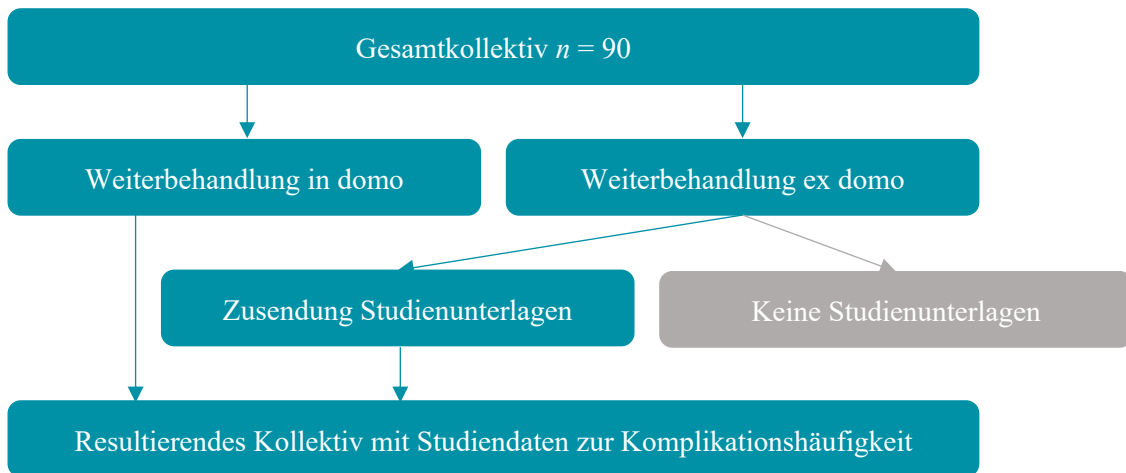 Gesamtkollektiv n = 90
Weiterbehandlung in domo
Weiterbehandlung ex domo
Zusendung Studienunterlagen
Keine Studienunterlagen
Resultierendes Kollektiv mit Studiendaten zur Komplikationshäufigkeit